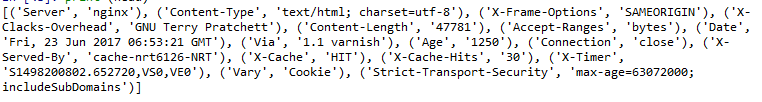 [('Server', 'nginx'), ('Content-Type', 'text/html; charset=utf-8'), ('X-Frame-Options', 'SAMEORIGIN'), ('X-
Clacks-Overhead', 'GNU Terry Pratchett'), ('Content-Length', '47781'), ('Accept-Ranges', 'bytes'), ('Date',
'Fri, 23 Jun 2017 06:53:21 GMT'), ('Via', '1.1 varnish'), ('Age', '1250'), ('Connection', 'close'), ('X-
Served-By', 'cache-nrt6126-NRT'), ('X-Cache', 'HIT'), ('X-Cache-Hits', '30'), ('X-Timer',
'S1498200802.652720,VS0,VE0'), ('Vary', 'Cookie'), ('Strict-Transport-Security', 'max-age=63072000;
includeSubDomains')]